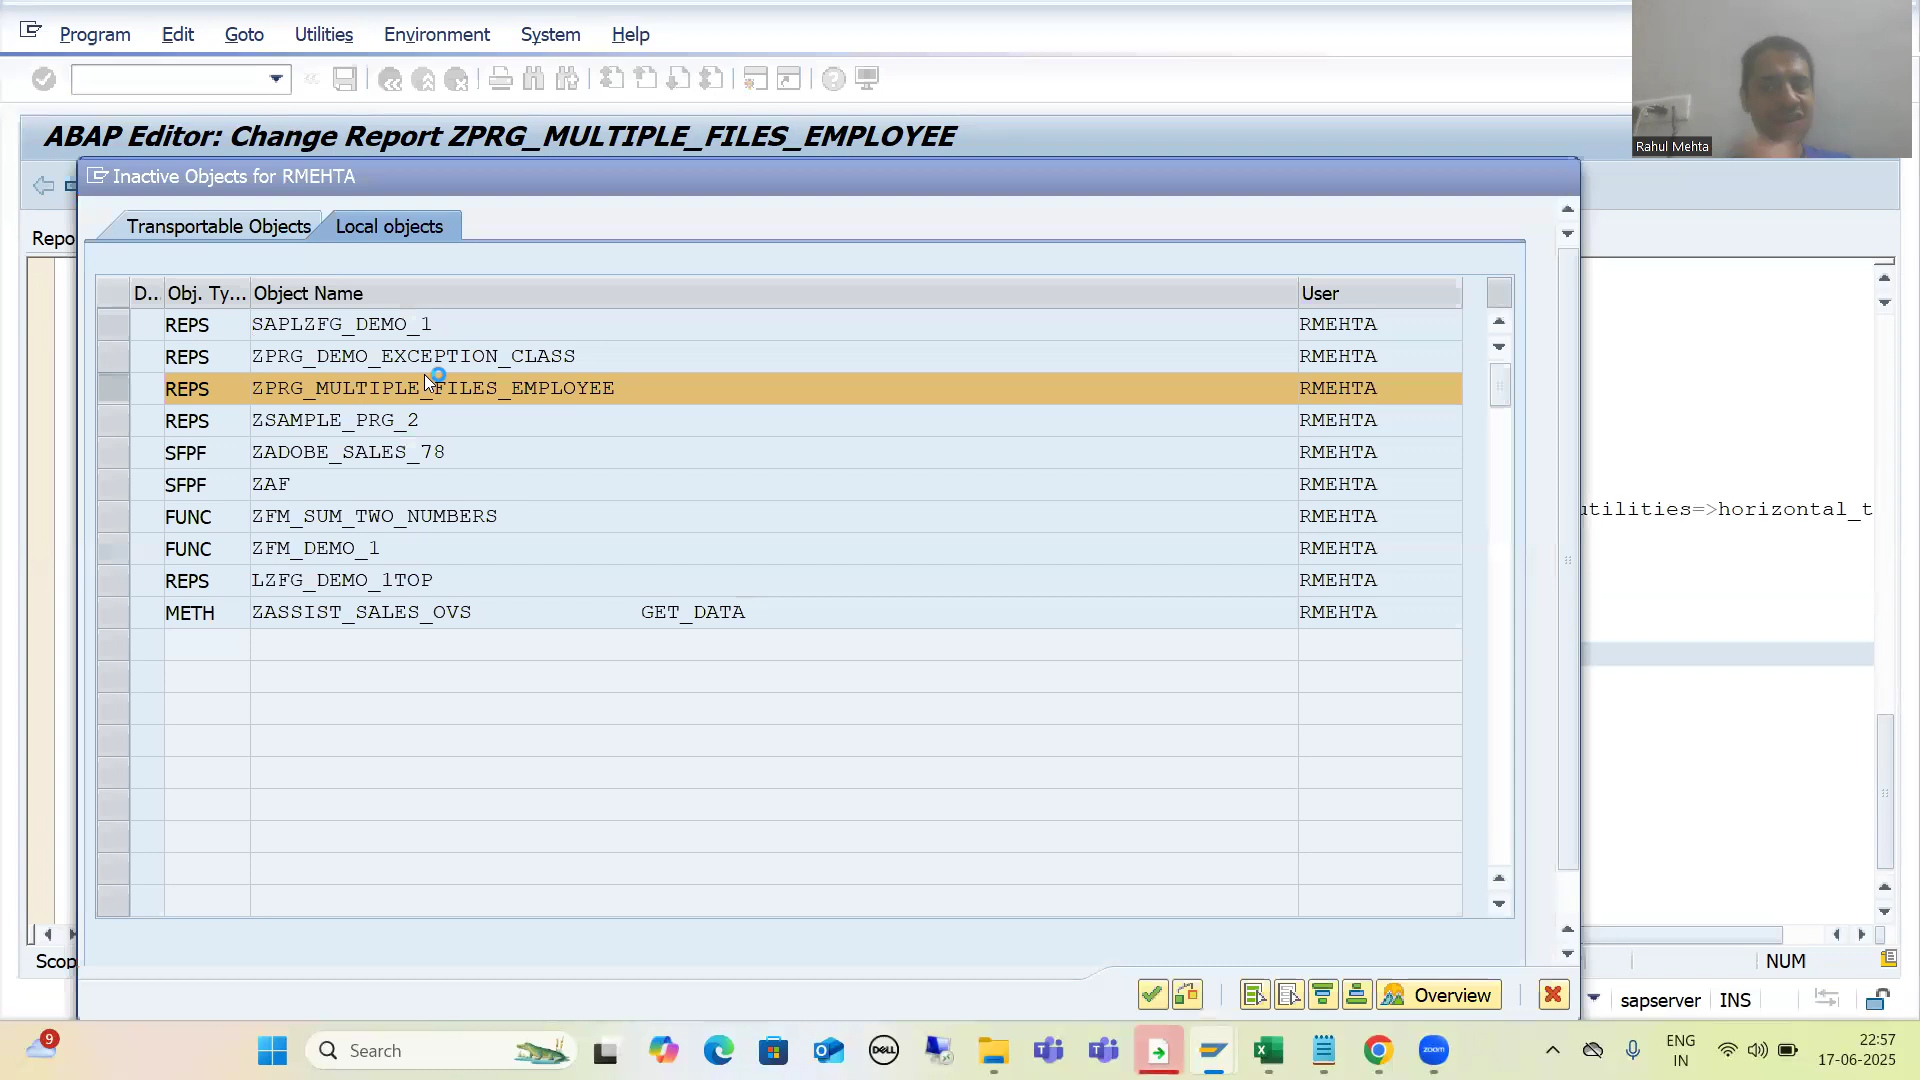 Program Edit Goto Utilities Environment System Help
ABAP Editor: Change Report ZPRG_MULTIPLE_FILES_EMPLOYEE
Rahul Mehta
Inactive Objects for RMEHTA
Repo
Transportable Objects Local objects
D... Obj. Ty... Object Name User
REPS SAPLZFG_DEMO_1 RMEHTA
REPS ZPRG_DEMO_EXCEPTION_CLASS RMEHTA
REPS ZPRG_MULTIPLE_FILES_EMPLOYEE RMEHTA
REPS ZSAMPLE_PRG_2 RMEHTA
SFPF ZADOBE_SALES_78 RMEHTA
SFPF ZAF RMEHTA
FUNC ZFM_SUM_TWO_NUMBERS RMEHTA
utilities=>horizontal_t
FUNC ZFM_DEMO_1 RMEHTA
REPS LZFG_DEMO_1TOP RMEHTA
METH ZASSIST_SALES_OVS GET_DATA RMEHTA
Scop
NUM
Overview
sapserver INS
9
Search
DELL
zoom
ENG
IN
22:57
17-06-2025